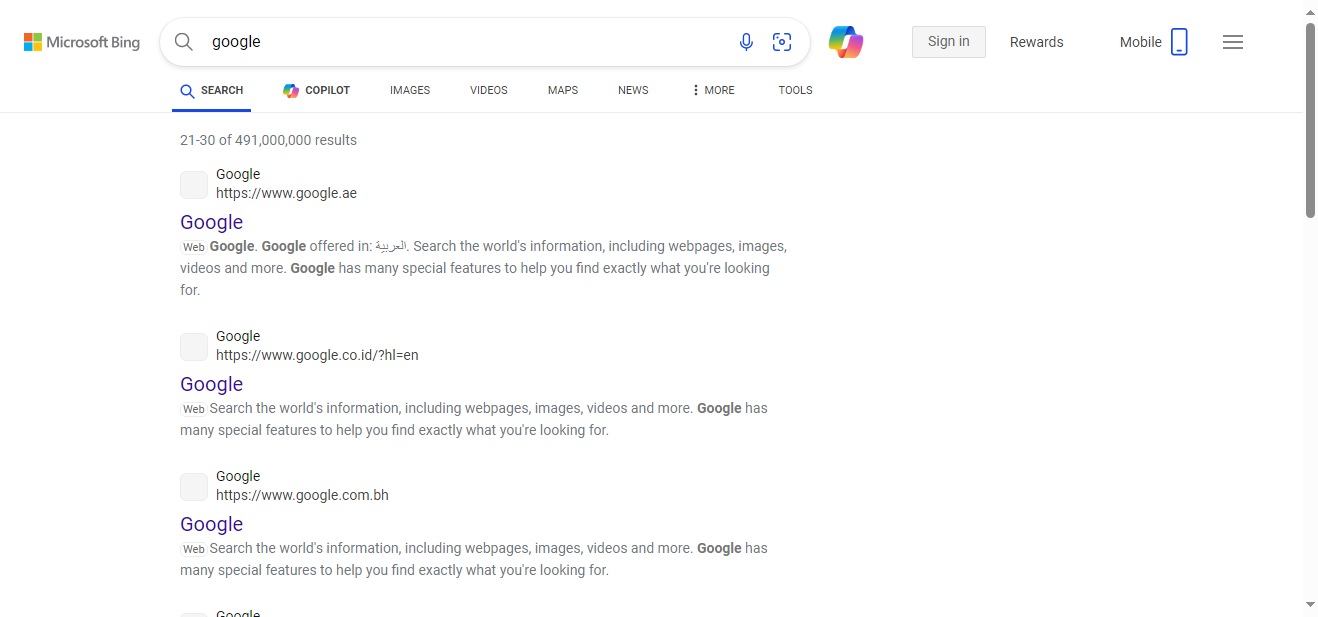 Microsoft Bing
google
Sign in
Rewards
Mobile
SEARCH
COPILOT
IMAGES
VIDEOS
MAPS
NEWS
MORE
TOOLS
21-30 of 491,000,000 results
Google
https://www.google.ae
Google
Web Google. Google offered in: العربية. Search the world's information, including webpages, images,
videos and more. Google has many special features to help you find exactly what you're looking
for.
Google
https://www.google.co.id/?hl=en
Google
Web Search the world's information, including webpages, images, videos and more. Google has
many special features to help you find exactly what you're looking for.
Google
https://www.google.com.bh
Google
Web Search the world's information, including webpages, images, videos and more. Google has
many special features to help you find exactly what you're looking for.
Google